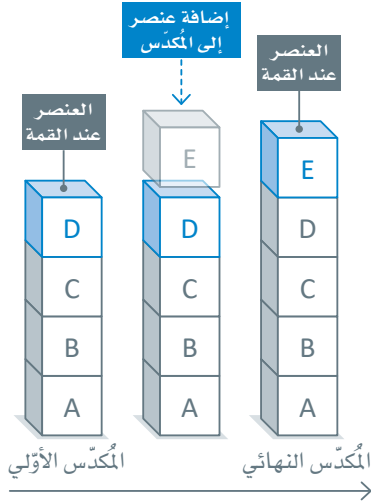 إضافة عنصر
إلى المُكدّس
العنصر
عند القمة
العنصر
عند القمة
E
D
D
E
D
C
C
C
B
B
B
A
A
A
المُكدّس الأوّلي
المُكدّس النهائي